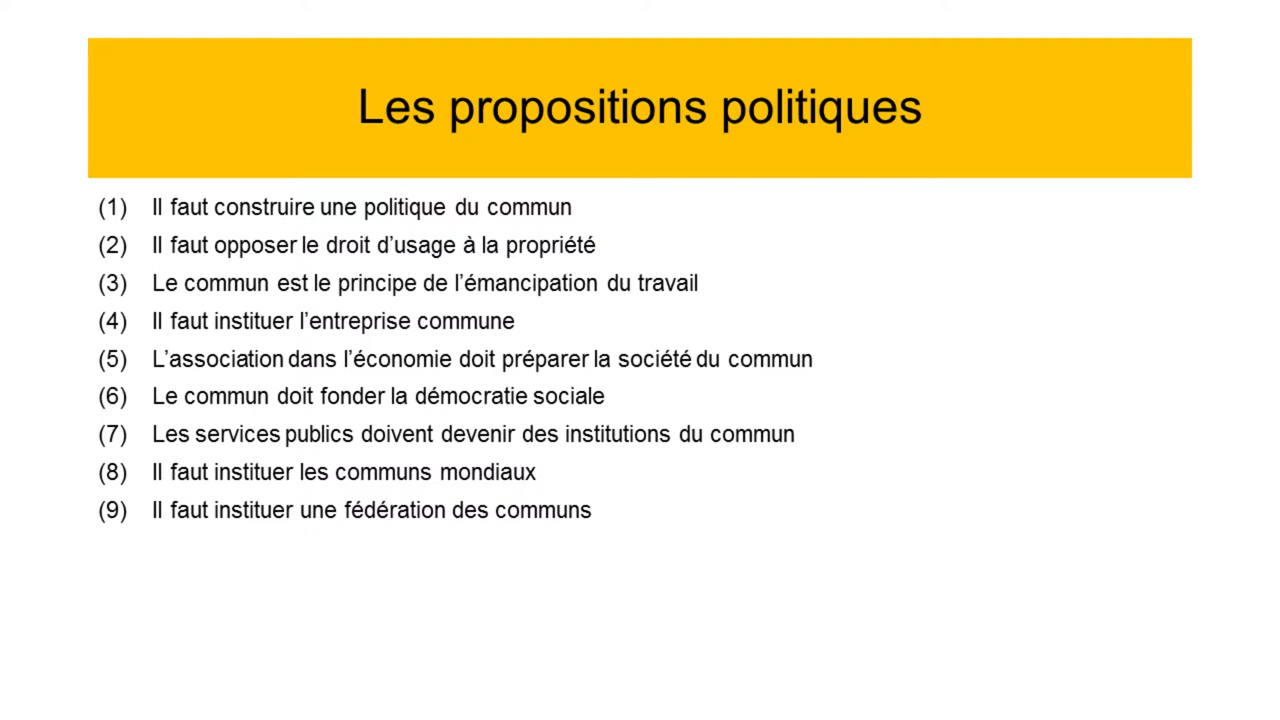 Les propositions politiques
(1) Il faut construire une politique du commun
(2) Il faut opposer le droit d’usage à la propriété
(3) Le commun est le principe de l’émancipation du travail
(4) Il faut instituer l’entreprise commune
(5) L’association dans l’économie doit préparer la société du commun
(6) Le commun doit fonder la démocratie sociale
(7) Les services publics doivent devenir des institutions du commun
(8) Il faut instituer les communs mondiaux
(9) Il faut instituer une fédération des communs